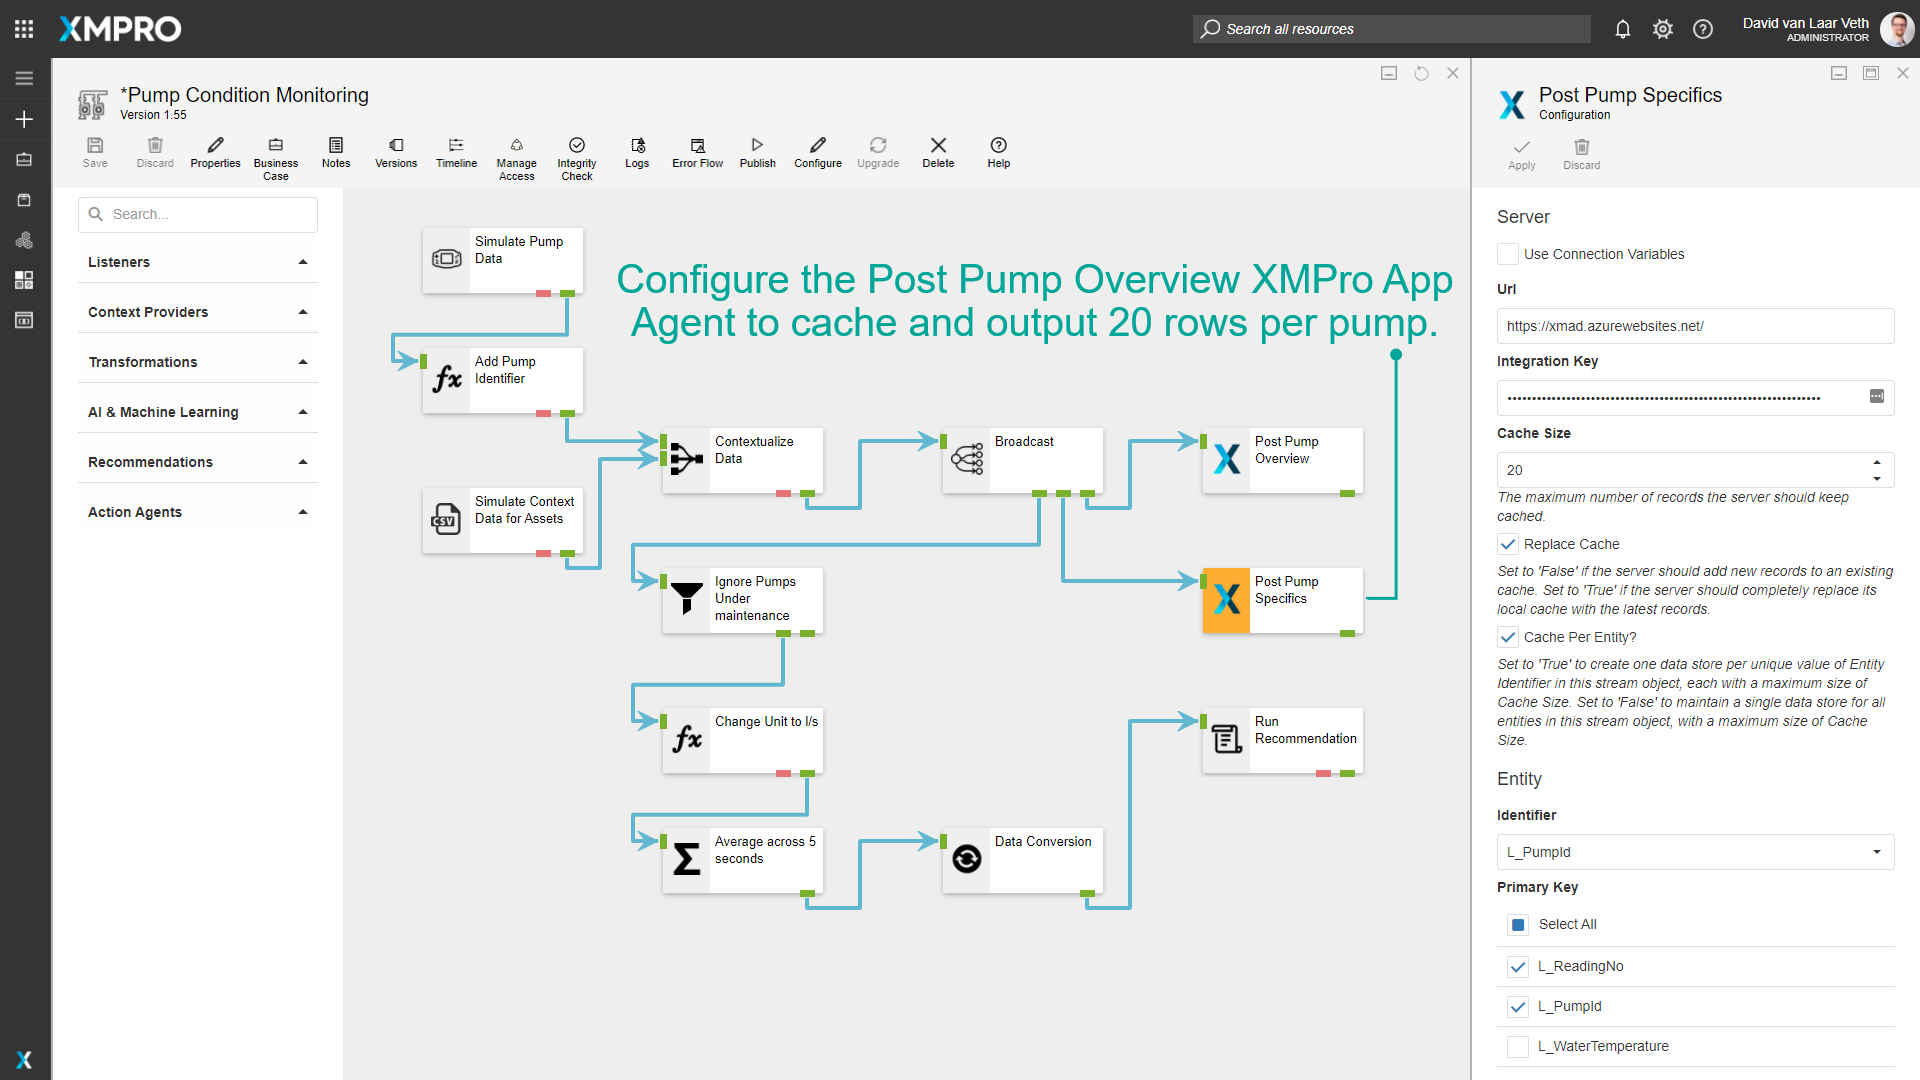 XMPRO
Search all resources
David van Laar Veth
ADMINISTRATOR
*Pump Condition Monitoring
Version 1.55
Save
Discard
Properties
Business
Case
Notes
Versions
Timeline
Manage
Access
Integrity
Check
Logs
Error Flow
Publish
Configure
Upgrade
Delete
Help
Search...
Listeners
Context Providers
Transformations
AI & Machine Learning
Recommendations
Action Agents
Configure the Post Pump Overview XMPro App
Agent to cache and output 20 rows per pump.
Simulate Pump
Data
fx
Add Pump
Identifier
Contextualize
Data
Broadcast
Post Pump
Overview
CSV
Simulate Context
Data for Assets
Ignore Pumps
Under
maintenance
Post Pump
Specifics
fx
Change Unit to l/s
Run
Recommendation
Σ
Average across 5
seconds
Data Conversion
Post Pump Specifics
Configuration
Apply
Discard
Server
Use Connection Variables
Url
https://xmad.azurewebsites.net/
Integration Key
Cache Size
20
The maximum number of records the server should keep
cached.
Replace Cache
Set to 'False' if the server should add new records to an existing
cache. Set to 'True' if the server should completely replace its
local cache with the latest records.
Cache Per Entity?
Set to 'True' to create one data store per unique value of Entity
Identifier in this stream object, each with a maximum size of
Cache Size. Set to 'False' to maintain a single data store for all
entities in this stream object, with a maximum size of Cache
Size.
Entity
Identifier
L_PumpId
Primary Key
Select All
L_ReadingNo
L_PumpId
L_WaterTemperature